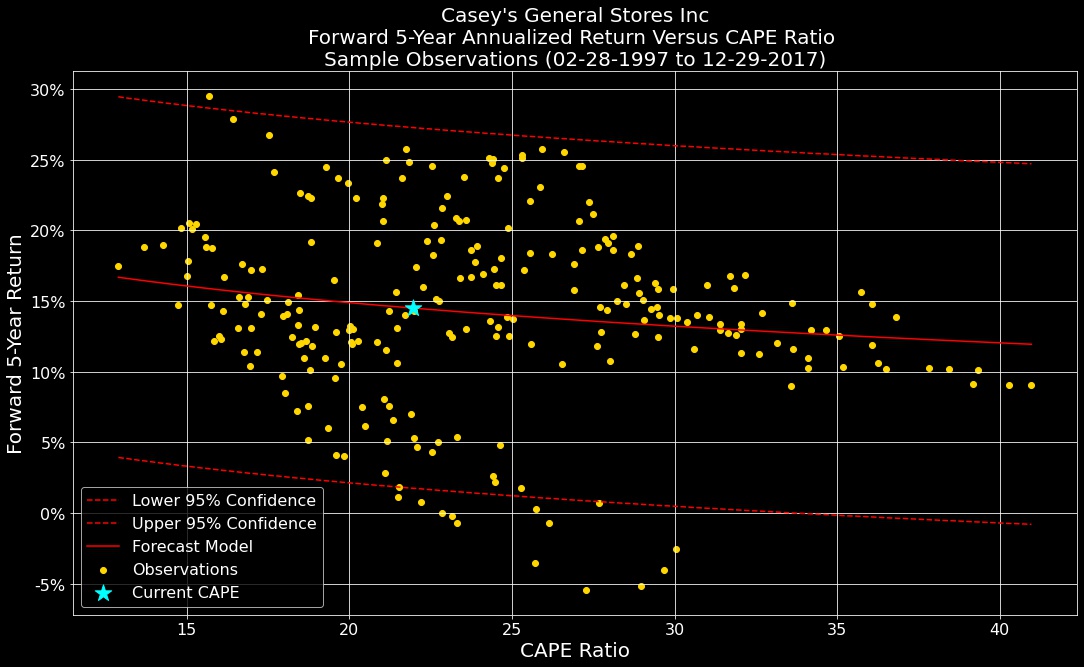 Casey's General Stores Inc
Forward 5-Year Annualized Return Versus CAPE Ratio
Sample Observations (02-28-1997 to 12-29-2017)
Forward 5-Year Return
30%
25%
20%
15%
10%
5%
0%
-5%
Lower 95% Confidence
Upper 95% Confidence
Forecast Model
Observations
Current CAPE
15
20
25
30
35
40
CAPE Ratio